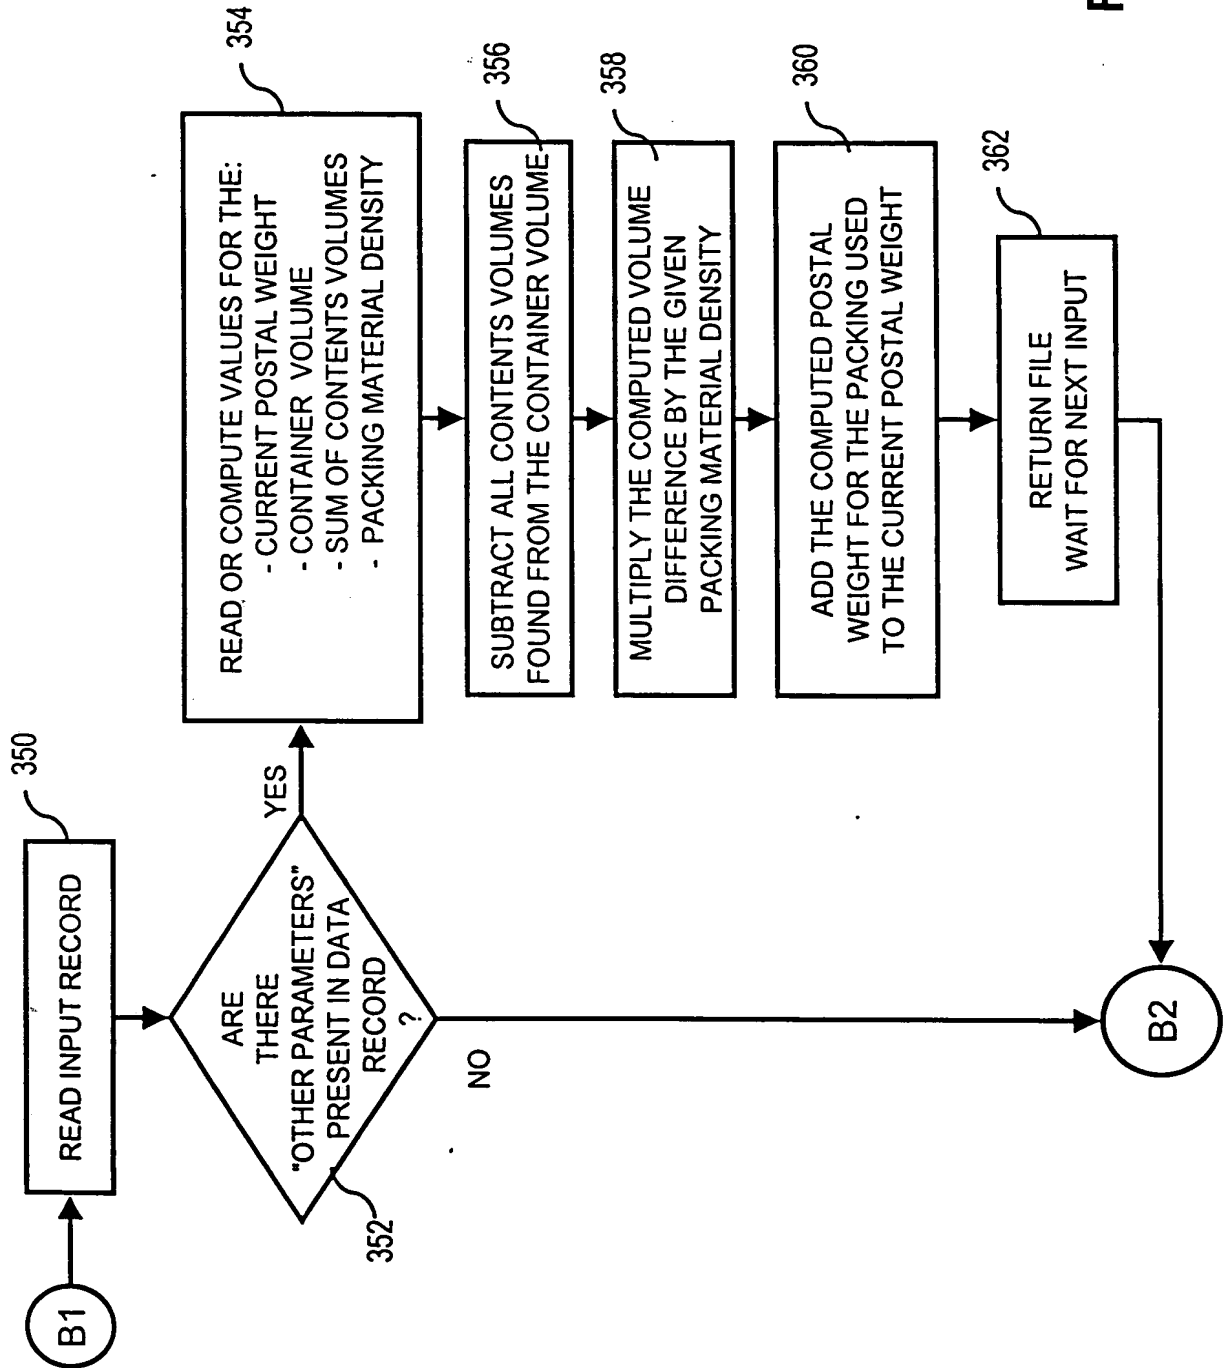 B1
350
READ INPUT RECORD
ARE
THERE
"OTHER PARAMETERS"
PRESENT IN DATA
RECORD
?
352
YES
NO
354
READ OR COMPUTE VALUES FOR THE:
- CURRENT POSTAL WEIGHT
- CONTAINER VOLUME
- SUM OF CONTENTS VOLUMES
- PACKING MATERIAL DENSITY
356
SUBTRACT ALL CONTENTS VOLUMES
FOUND FROM THE CONTAINER VOLUME
358
MULTIPLY THE COMPUTED VOLUME
DIFFERENCE BY THE GIVEN
PACKING MATERIAL DENSITY
360
ADD THE COMPUTED POSTAL
WEIGHT FOR THE PACKING USED
TO THE CURRENT POSTAL WEIGHT
362
RETURN FILE
WAIT FOR NEXT INPUT
B2